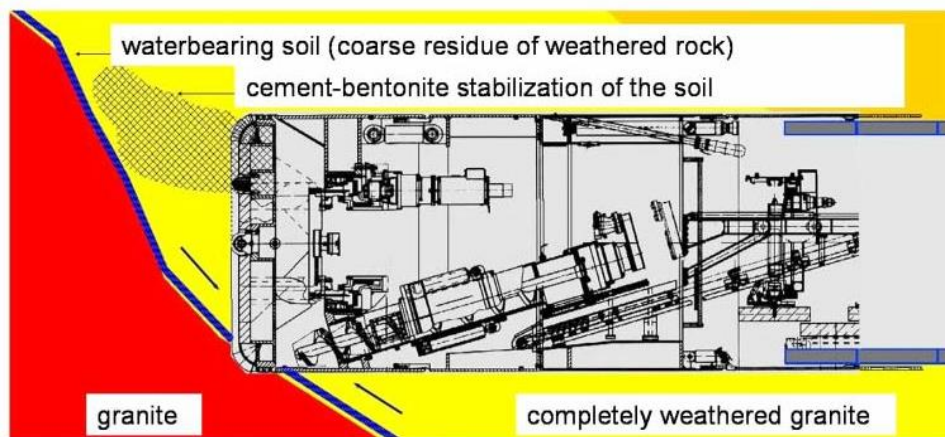 waterbearing soil (coarse residue of weathered rock)
cement-bentonite stabilization of the soil
granite
completely weathered granite